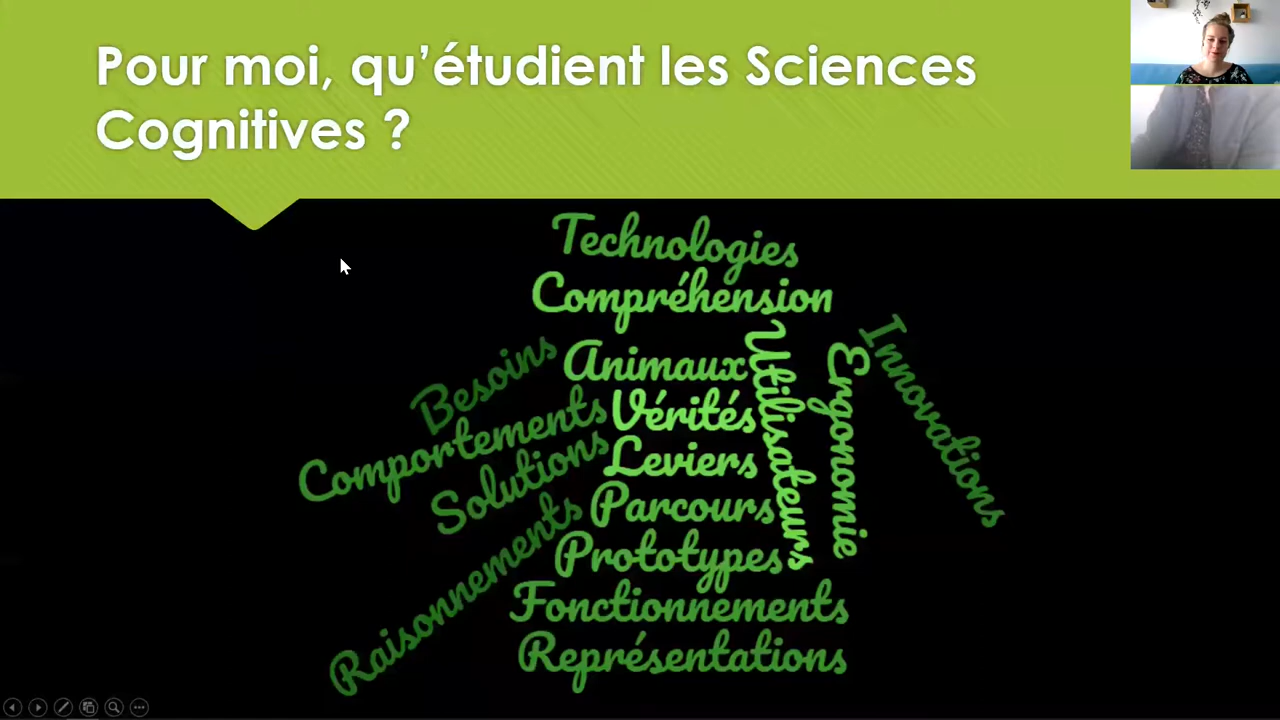 Pour moi, qu’étudient les Sciences
Cognitives ?
Technologies
Compréhension
Innovations
Utilisateurs
Ergonomie
Besoins
Animaux
Comportements
Vérités
Solutions
Leviers
Parcours
Raisonnements
Prototypes
Fonctionnements
Représentations